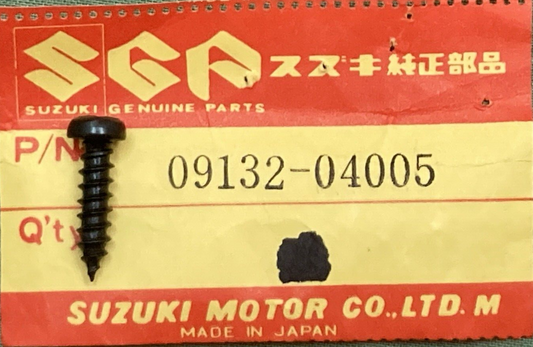 SGP スズキ純正部品
SUZUKI GENUINE PARTS
P/N 09132-04005
Q'ty
SUZUKI MOTOR CO.,LTD. M
MADE IN JAPAN